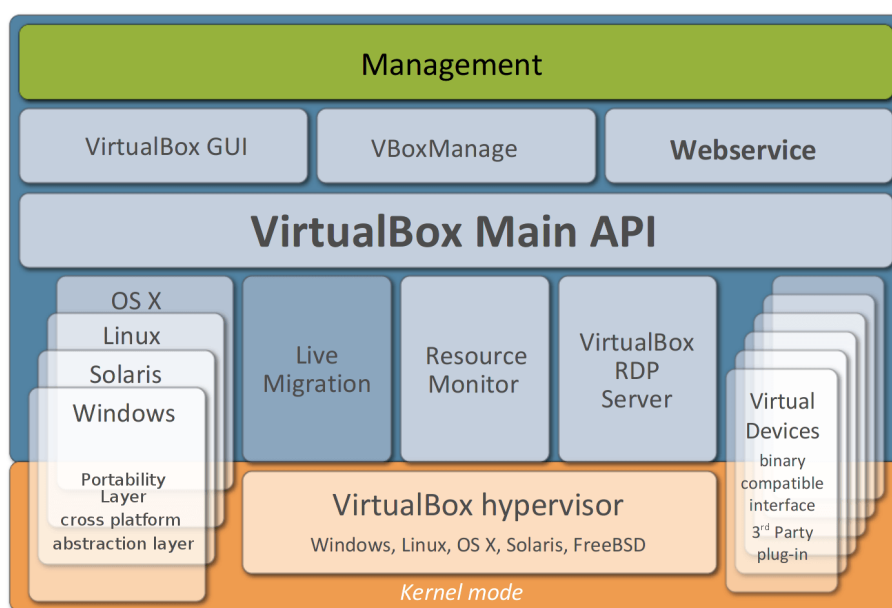 Management
VirtualBox GUI
VBoxManage
Webservice
VirtualBox Main API
OS X
Linux
Solaris
Windows
Portability
Layer
cross platform
abstraction layer
Live
Migration
Resource
Monitor
VirtualBox
RDP
Server
Virtual
Devices
binary
compatible
interface
3rd Party
plug-in
VirtualBox hypervisor
Windows, Linux, OS X, Solaris, FreeBSD
Kernel mode